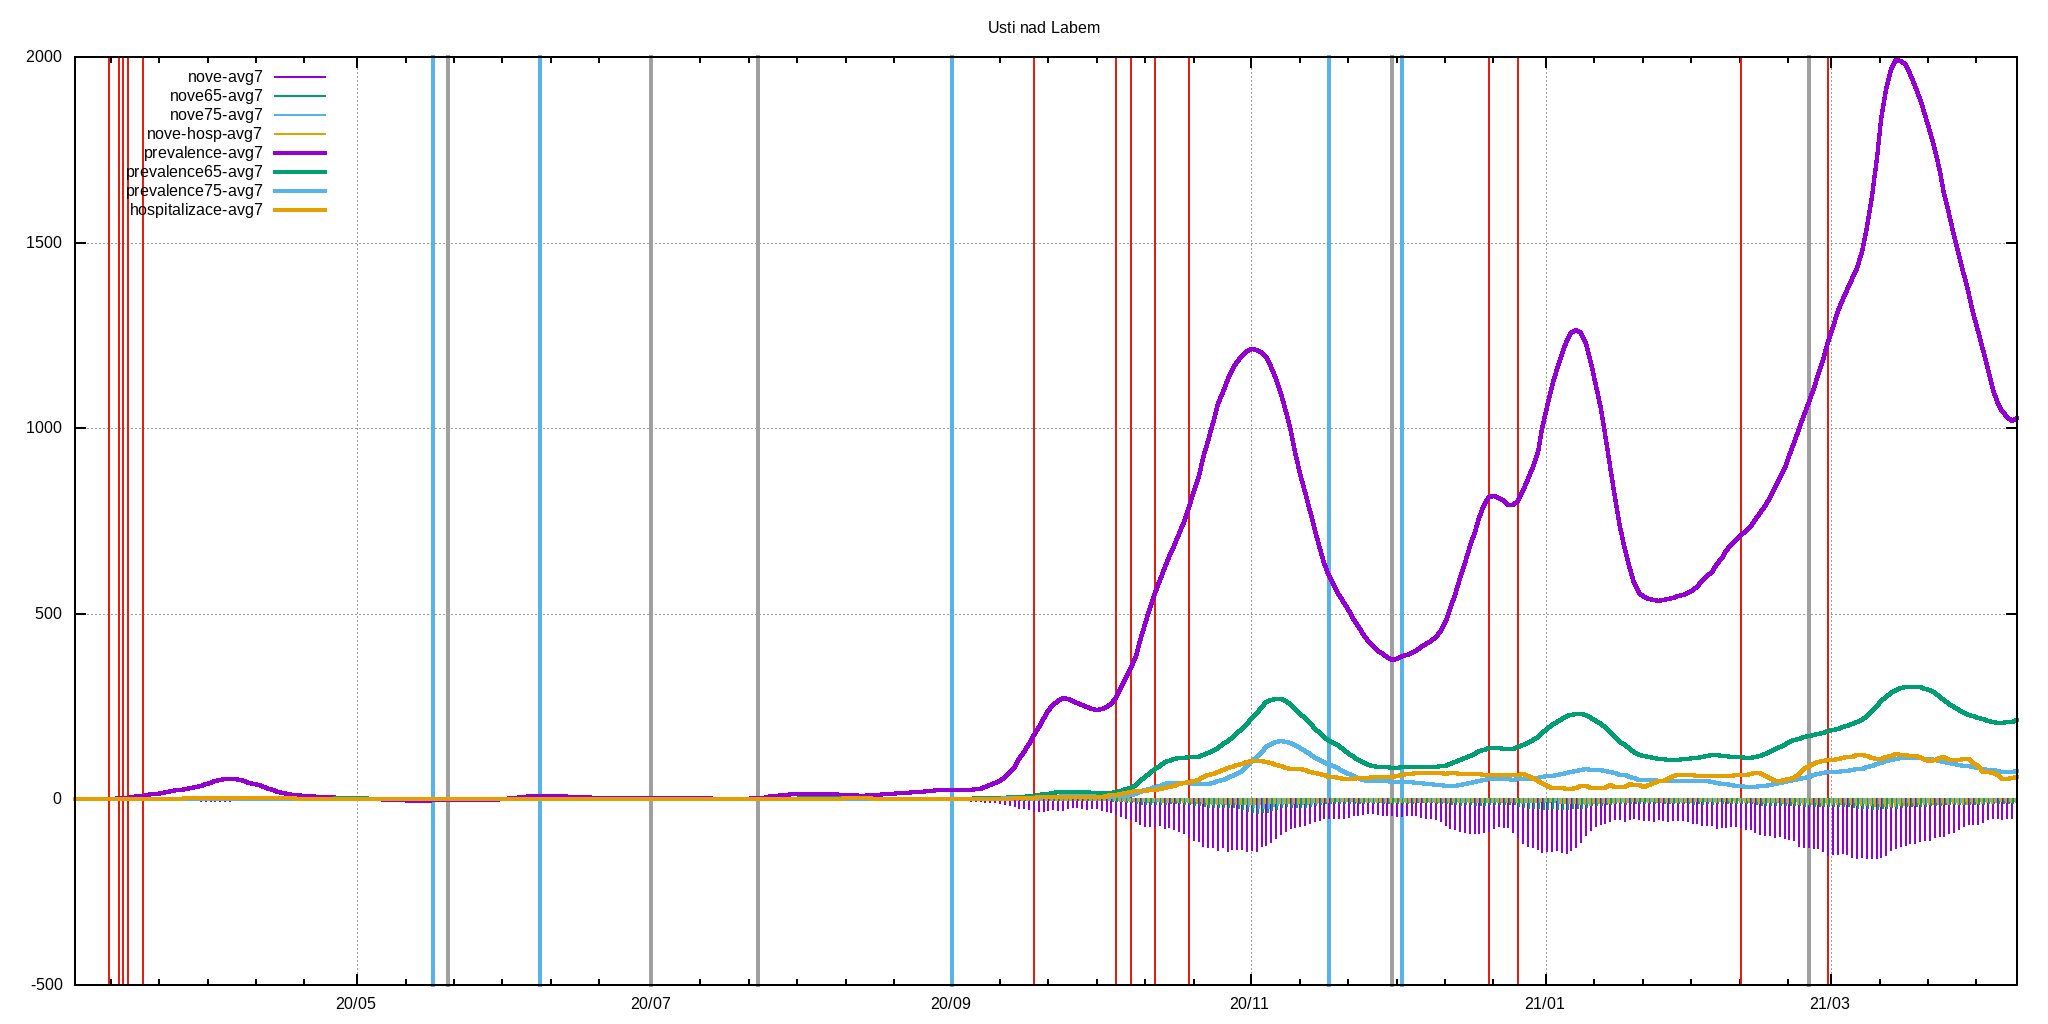 Usti nad Labem
2000
nove-avg7
nove65-avg7
nove75-avg7
nove-hosp-avg7
prevalence-avg7
prevalence65-avg7
prevalence75-avg7
hospitalizace-avg7
1500
1000
500
0
-500
20/05 20/07 20/09 20/11 21/01 21/03